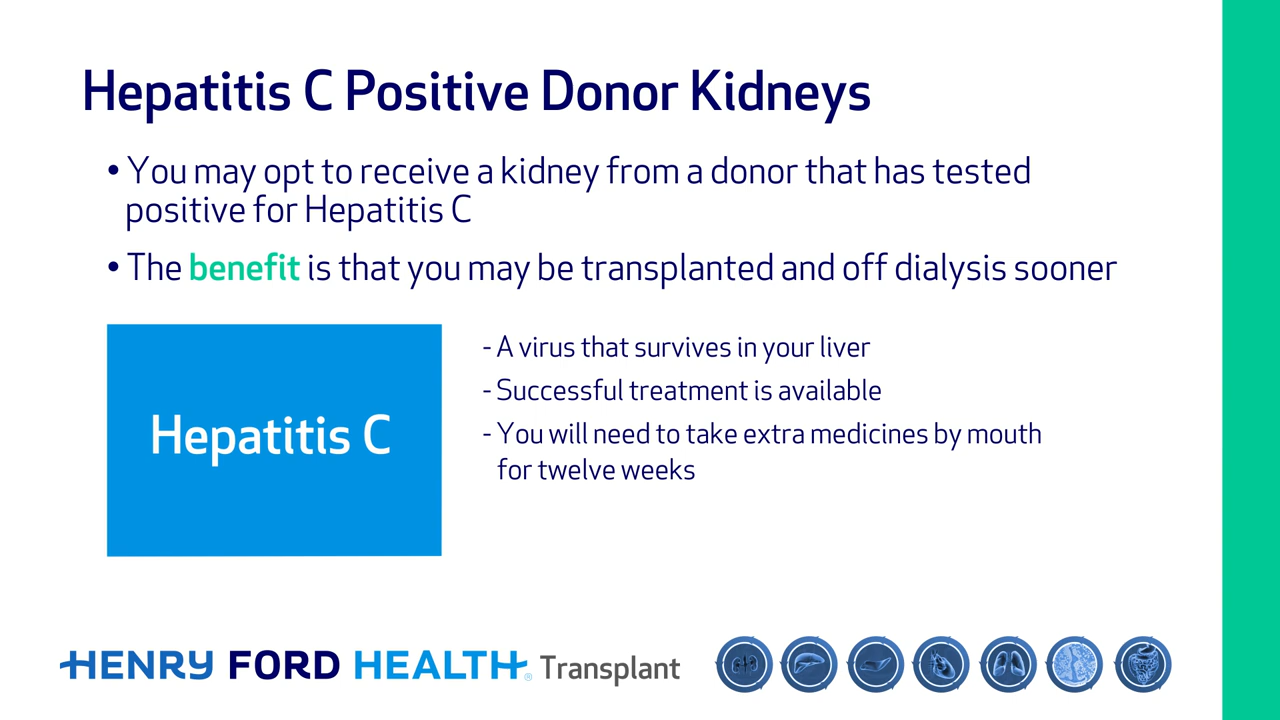 Hepatitis C Positive Donor Kidneys
• You may opt to receive a kidney from a donor that has tested
positive for Hepatitis C
• The benefit is that you may be transplanted and off dialysis sooner
Hepatitis C
- A virus that survives in your liver
- Successful treatment is available
- You will need to take extra medicines by mouth
for twelve weeks
HENRY FORD HEALTH® Transplant